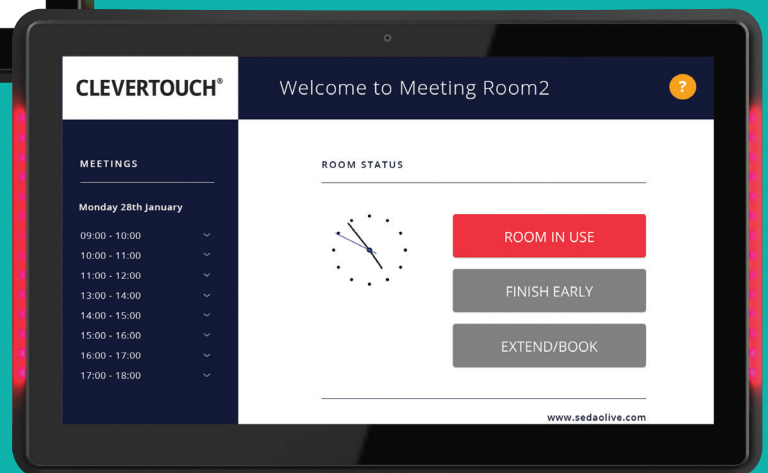 CLEVERTOUCH®
Welcome to Meeting Room2
?
MEETINGS
Monday 28th January
09:00 - 10:00
10:00 - 11:00
11:00 - 12:00
13:00 - 14:00
14:00 - 15:00
15:00 - 16:00
16:00 - 17:00
17:00 - 18:00
ROOM STATUS
ROOM IN USE
FINISH EARLY
EXTEND/BOOK
www.sedaolive.com